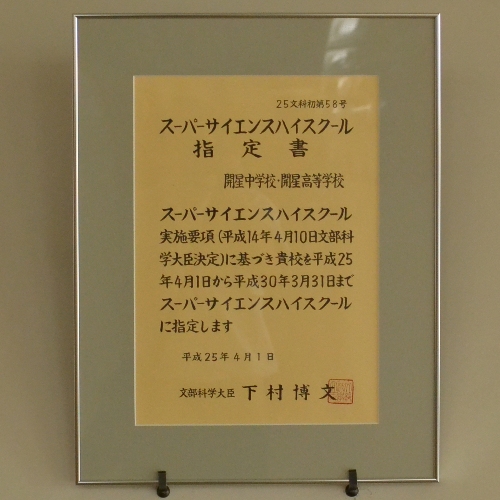 25文科初第58号
スーパーサイエンスハイスクール
指定書
開星中学校・開星高等学校
スーパーサイエンスハイスクール
実施要項(平成14年4月10日文部科
学大臣決定)に基づき貴校を平成25
年4月1日から平成30年3月31日まで
スーパーサイエンスハイスクール
に指定します
平成25年4月1日
文部科学大臣 下村博文